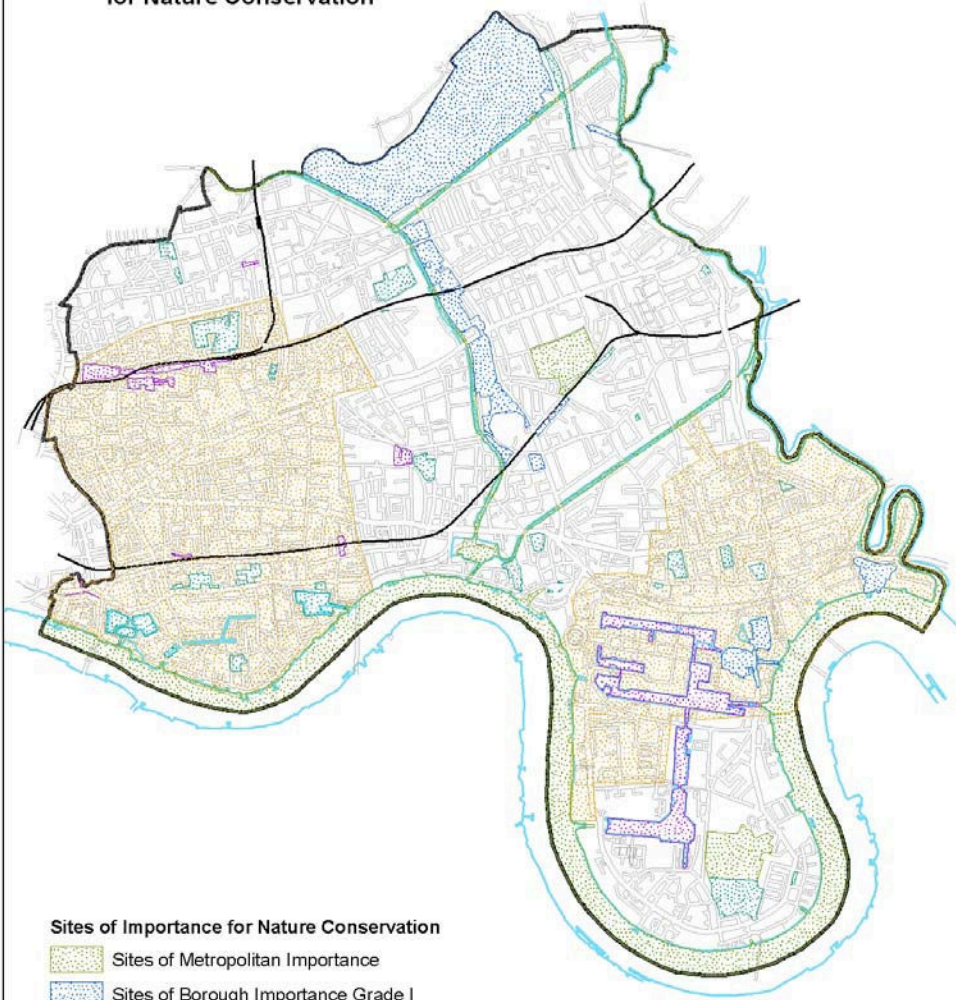 for Nature Conservation
Sites of Importance for Nature Conservation
Sites of Metropolitan Importance
Sites of Borough Importance Grade I